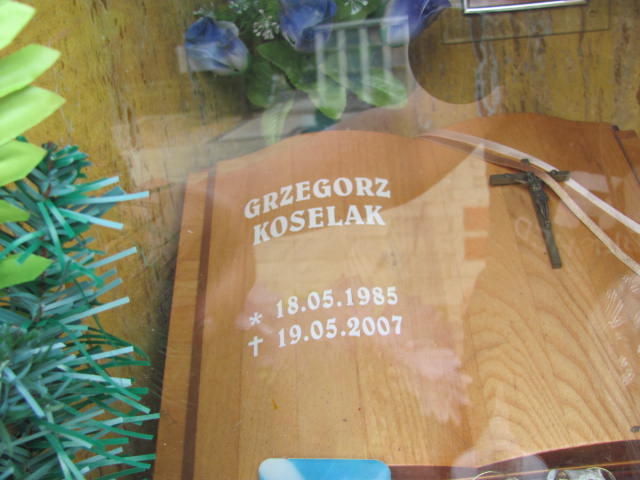 GRZEGORZ
KOSELAK
* 18.05.1985
† 19.05.2007